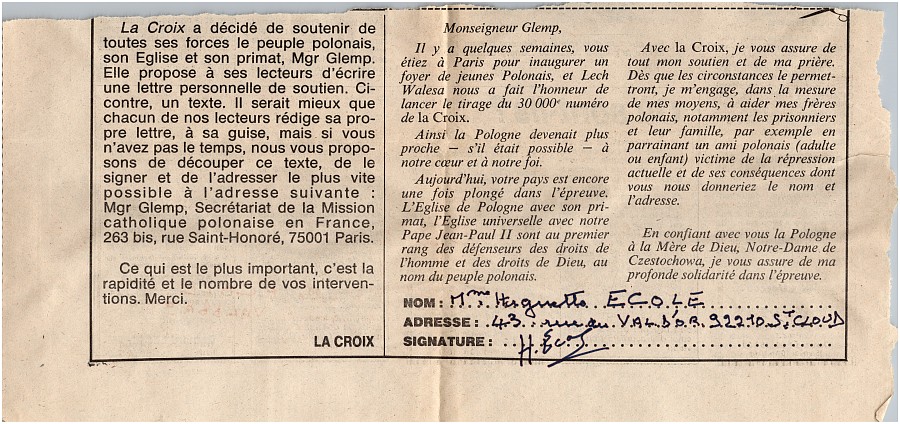 La Croix a décidé de soutenir de
toutes ses forces le peuple polonais,
son Eglise et son primat, Mgr Glemp.
Elle propose à ses lecteurs d'écrire
une lettre personnelle de soutien. Ci-
contre, un texte. Il serait mieux que
chacun de nos lecteurs rédige sa pro-
pre lettre, à sa guise, mais si vous
n'avez pas le temps, nous vous propo-
sons de découper ce texte, de le
signer et de l'adresser le plus vite
possible à l'adresse suivante :
Mgr Glemp, Secrétariat de la Mission
catholique polonaise en France,
263 bis, rue Saint-Honoré, 75001 Paris.
Ce qui est le plus important, c'est la
rapidité et le nombre de vos interven-
tions. Merci.
LA CROIX
Monseigneur Glemp,
Il y a quelques semaines, vous
étiez à Paris pour inaugurer un
foyer de jeunes Polonais, et Lech
Walesa nous a fait l'honneur de
lancer le tirage du 30 000e numéro
de la Croix.
Ainsi la Pologne devenait plus
proche – s'il était possible – à
notre cœur et à notre foi.
Aujourd'hui, votre pays est encore
une fois plongé dans l'épreuve.
L'Eglise de Pologne avec son pri-
mat, l'Eglise universelle avec notre
Pape Jean-Paul II sont au premier
rang des défenseurs des droits de
l'homme et des droits de Dieu, au
nom du peuple polonais.
Avec la Croix, je vous assure de
tout mon soutien et de ma prière.
Dès que les circonstances le permet-
tront, je m'engage, dans la mesure
de mes moyens, à aider mes frères
polonais, notamment les prisonniers
et leur famille, par exemple en
parrainant un ami polonais (adulte
ou enfant) victime de la répression
actuelle et de ses conséquences dont
vous nous donneriez le nom et
l'adresse.
En confiant avec vous la Pologne
à la Mère de Dieu, Notre-Dame de
Czestochowa, je vous assure de ma
profonde solidarité dans l'épreuve.
NOM : Mme ECOLE
ADRESSE : 43 rue du VAL D'OR 92210 St CLOUD
SIGNATURE : H. Ecole